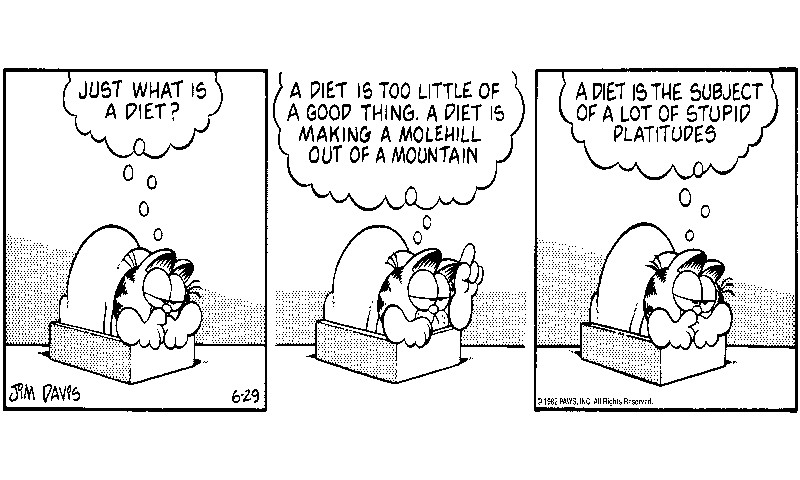 JUST WHAT IS
A DIET?
A DIET IS TOO LITTLE OF
A GOOD THING. A DIET IS
MAKING A MOLEHILL
OUT OF A MOUNTAIN
A DIET IS THE SUBJECT
OF A LOT OF STUPID
PLATITUDES
JIM DAVIS
6-29
© 1982 PAWS, INC. All Rights Reserved.